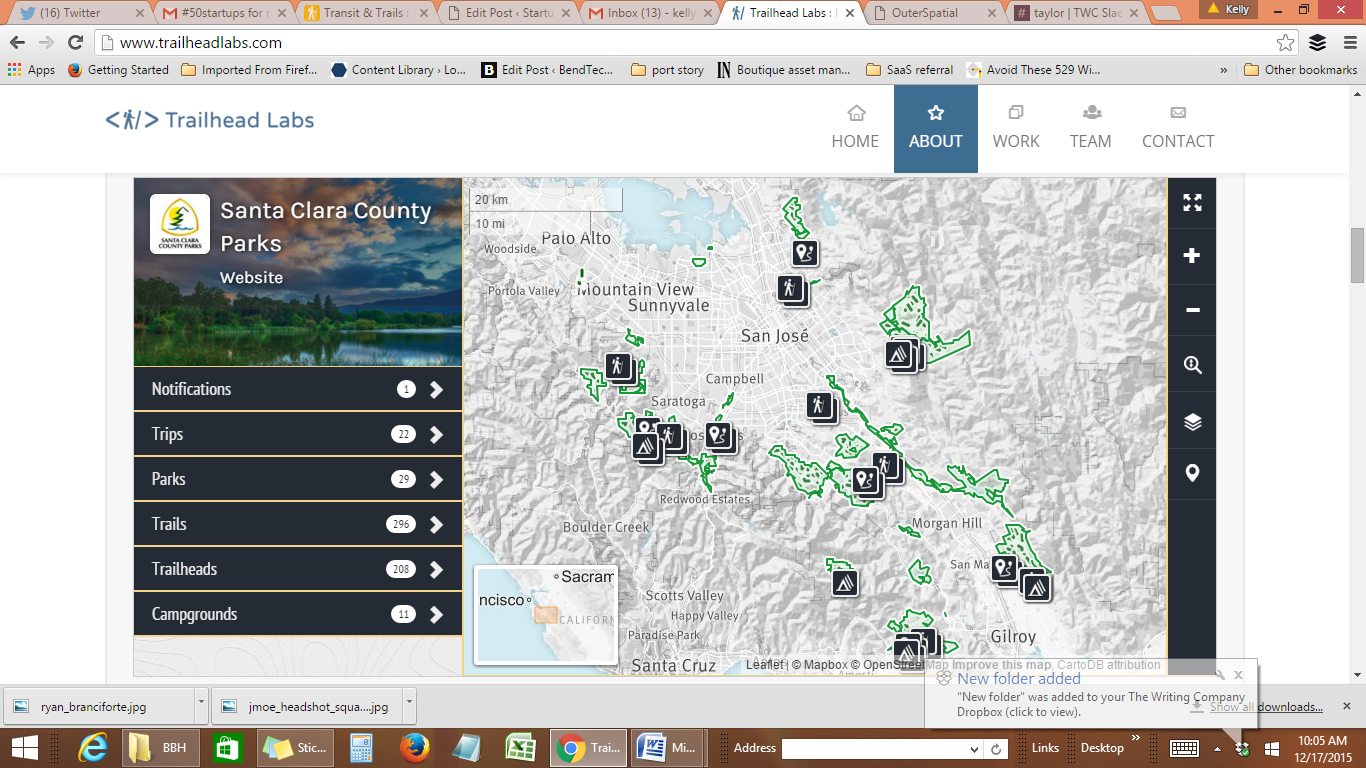 (16) Twitter
#50startups for n
Transit & Trails :
Edit Post ‹ Startu
Inbox (13) - kelly
Trailhead Labs :
OuterSpatial
taylor | TWC Slac
Kelly
www.trailheadlabs.com
Apps
Getting Started
Imported From Firef...
Content Library › Lo...
B Edit Post ‹ BendTec...
port story
IN Boutique asset man...
SaaS referral
Avoid These 529 Wi...
»
Other bookmarks
Trailhead Labs
HOME
ABOUT
WORK
TEAM
CONTACT
SANTA CLARA
COUNTY PARKS
Santa Clara County
Parks
Website
Notifications 1
Trips 22
Parks 29
Trails 296
Trailheads 208
Campgrounds 11
20 km
10 mi
Palo Alto
Woodside
Portola Valley
Mountain View
Sunnyvale
San José
Campbell
Saratoga
Redwood Estates
Boulder Creek
Morgan Hill
San Ma
Scotts Valley
Happy Valley
Paradise Park
Gilroy
Santa Cruz
Sacram
ncisco
CALIFORN
Leaflet | © Mapbox © OpenStreetMap Improve this map, CartoDB attribution
New folder added
"New folder" was added to your The Writing Company
Dropbox (click to view).
ryan_branciforte.jpg
jmoe_headshot_squa....jpg
Show all downloads...
BBH
Stic...
Trai...
Mi...
Address
Links
Desktop
»
10:05 AM
12/17/2015